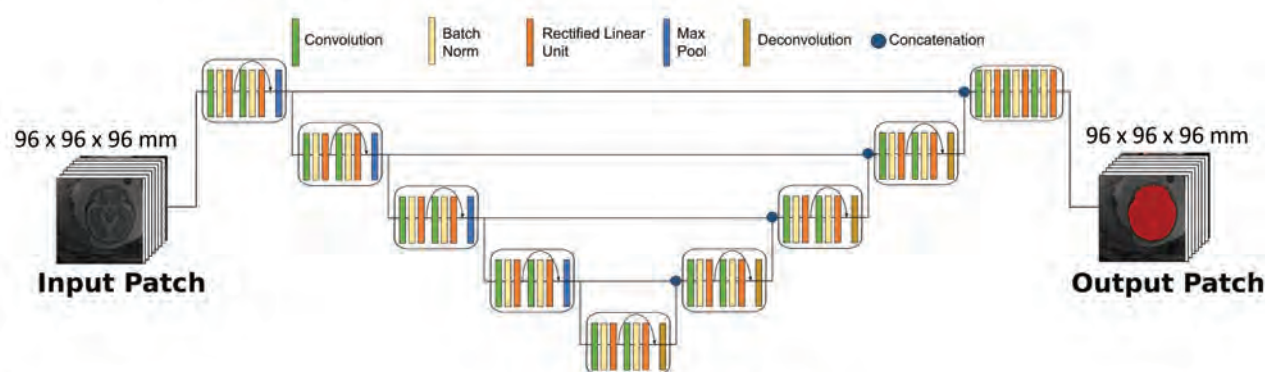 Convolution
Batch
Norm
Rectified Linear
Unit
Max
Pool
Deconvolution
Concatenation
96 x 96 x 96 mm
Input Patch
96 x 96 x 96 mm
Output Patch